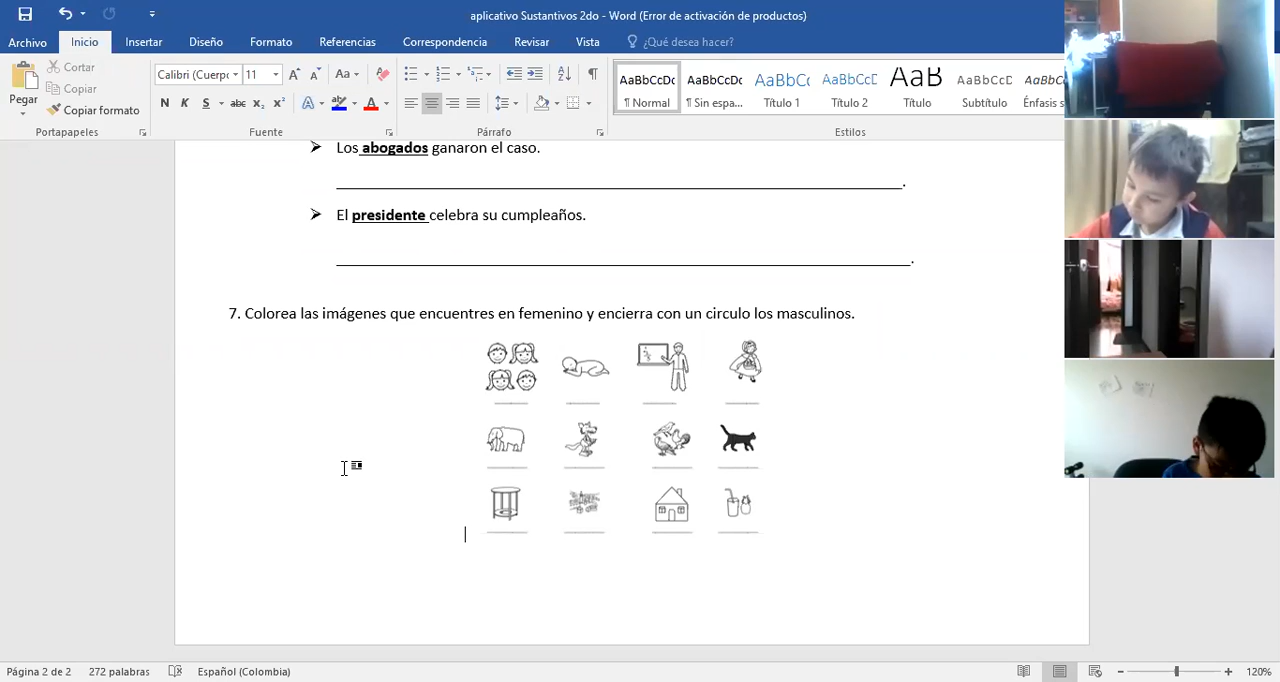 aplicativo Sustantivos 2do - Word (Error de activación de productos)
Archivo Inicio Insertar Diseño Formato Referencias Correspondencia Revisar Vista ¿Qué desea hacer?
Pegar
Cortar
Copiar
Copiar formato
Portapapeles
Calibri (Cuerpo 11 Aa
N K S abc x₂ x²
Fuente
Párrafo
AaBbCcDc AaBbCcDc AaBbCc AaBbCcD AaB AaBbCcD AaBbCc
¶ Normal ¶ Sin espa... Título 1 Título 2 Título Subtítulo Énfasis s
Estilos
➢ Los abogados ganaron el caso.
.
➢ El presidente celebra su cumpleaños.
.
7. Colorea las imágenes que encuentres en femenino y encierra con un circulo los masculinos.
Página 2 de 2 272 palabras Español (Colombia) 120%